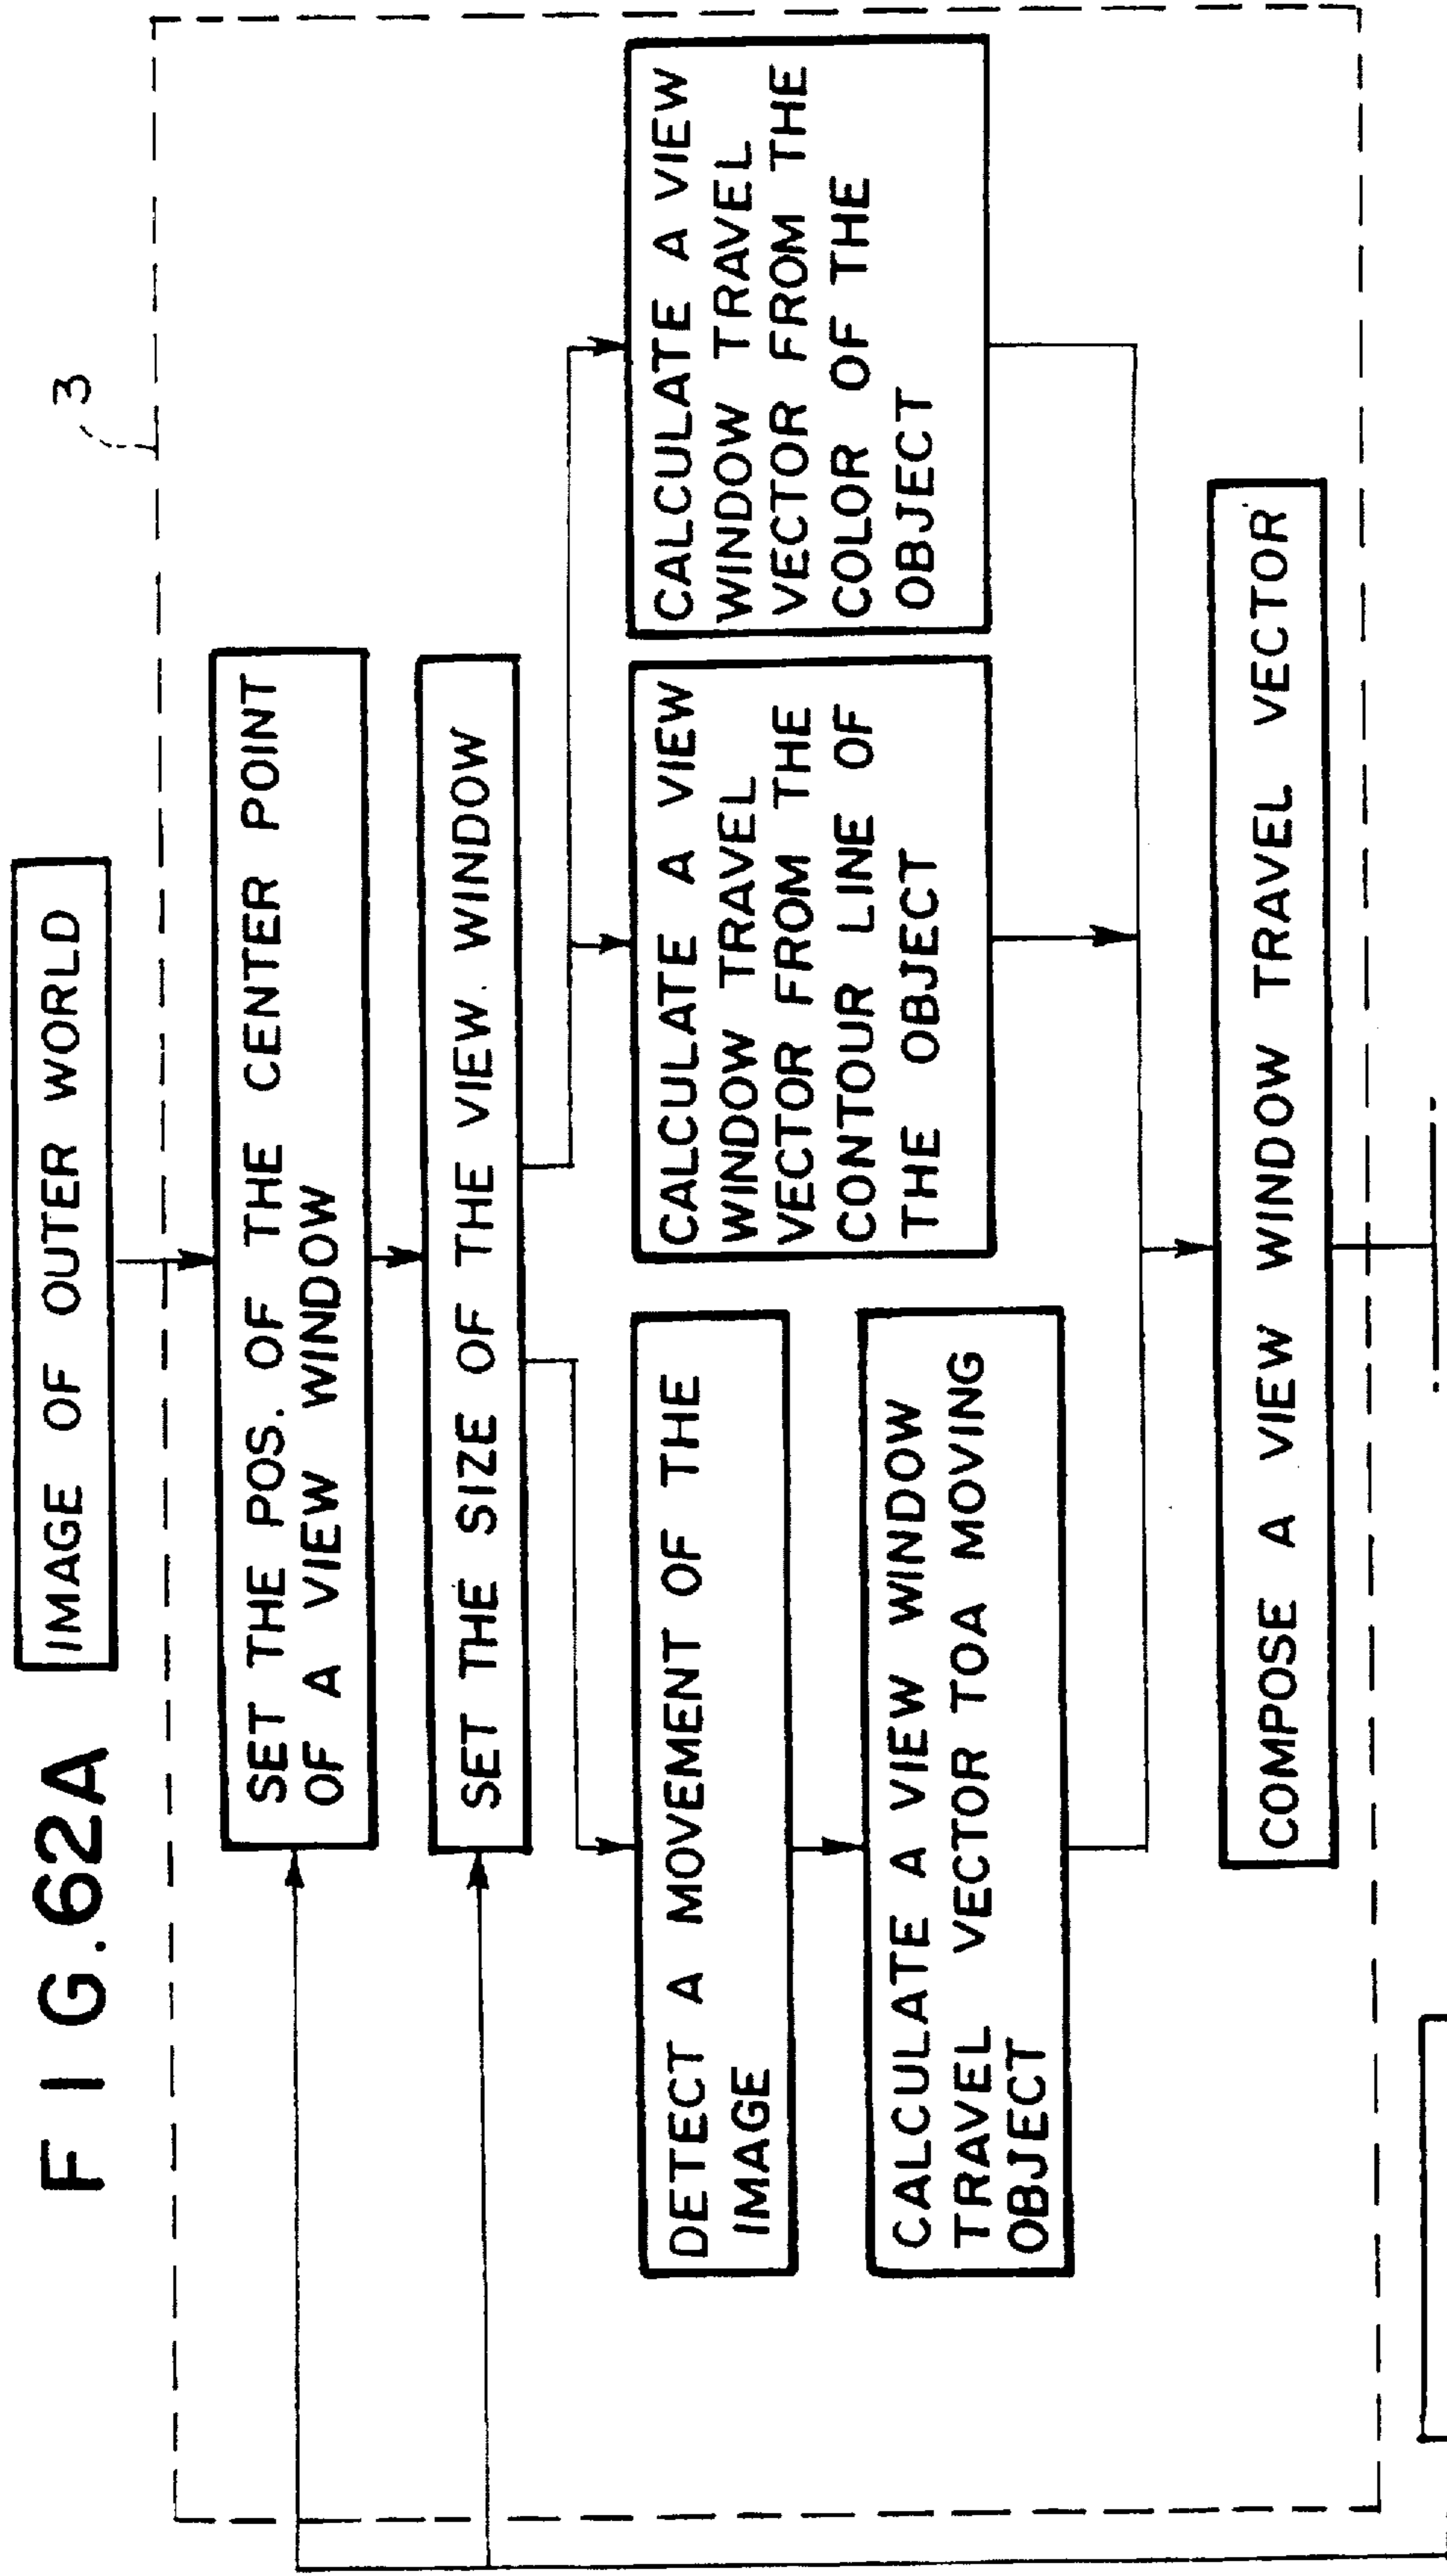 FIG.62A
IMAGE OF OUTER WORLD
3
SET THE POS. OF THE CENTER POINT
OF A VIEW WINDOW
SET THE SIZE OF THE VIEW WINDOW
DETECT A MOVEMENT OF THE
IMAGE
CALCULATE A VIEW WINDOW
TRAVEL VECTOR TOA MOVING
OBJECT
CALCULATE A VIEW
WINDOW TRAVEL
VECTOR FROM THE
CONTOUR LINE OF
THE OBJECT
CALCULATE A VIEW
WINDOW TRAVEL
VECTOR FROM THE
COLOR OF THE
OBJECT
COMPOSE A VIEW WINDOW TRAVEL VECTOR